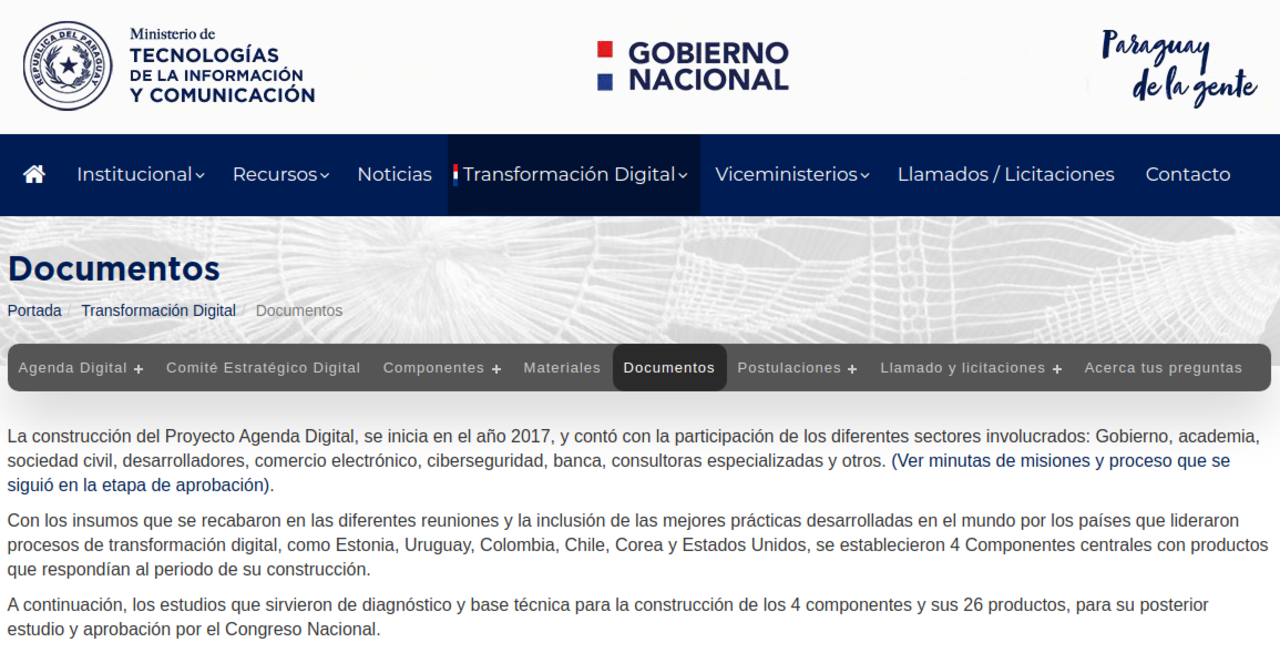 REPUBLICA DEL PARAGUAY
Ministerio de
TECNOLOGÍAS
DE LA INFORMACIÓN
Y COMUNICACIÓN
GOBIERNO
NACIONAL
Paraguay
de la gente
Institucional
Recursos
Noticias
Transformación Digital
Viceministerios
Llamados / Licitaciones
Contacto
Documentos
Portada / Transformación Digital / Documentos
Agenda Digital +
Comité Estratégico Digital
Componentes +
Materiales
Documentos
Postulaciones +
Llamado y licitaciones +
Acerca tus preguntas
La construcción del Proyecto Agenda Digital, se inicia en el año 2017, y contó con la participación de los diferentes sectores involucrados: Gobierno, academia,
sociedad civil, desarrolladores, comercio electrónico, ciberseguridad, banca, consultoras especializadas y otros. (Ver minutas de misiones y proceso que se
siguió en la etapa de aprobación).
Con los insumos que se recabaron en las diferentes reuniones y la inclusión de las mejores prácticas desarrolladas en el mundo por los países que lideraron
procesos de transformación digital, como Estonia, Uruguay, Colombia, Chile, Corea y Estados Unidos, se establecieron 4 Componentes centrales con productos
que respondían al periodo de su construcción.
A continuación, los estudios que sirvieron de diagnóstico y base técnica para la construcción de los 4 componentes y sus 26 productos, para su posterior
estudio y aprobación por el Congreso Nacional.